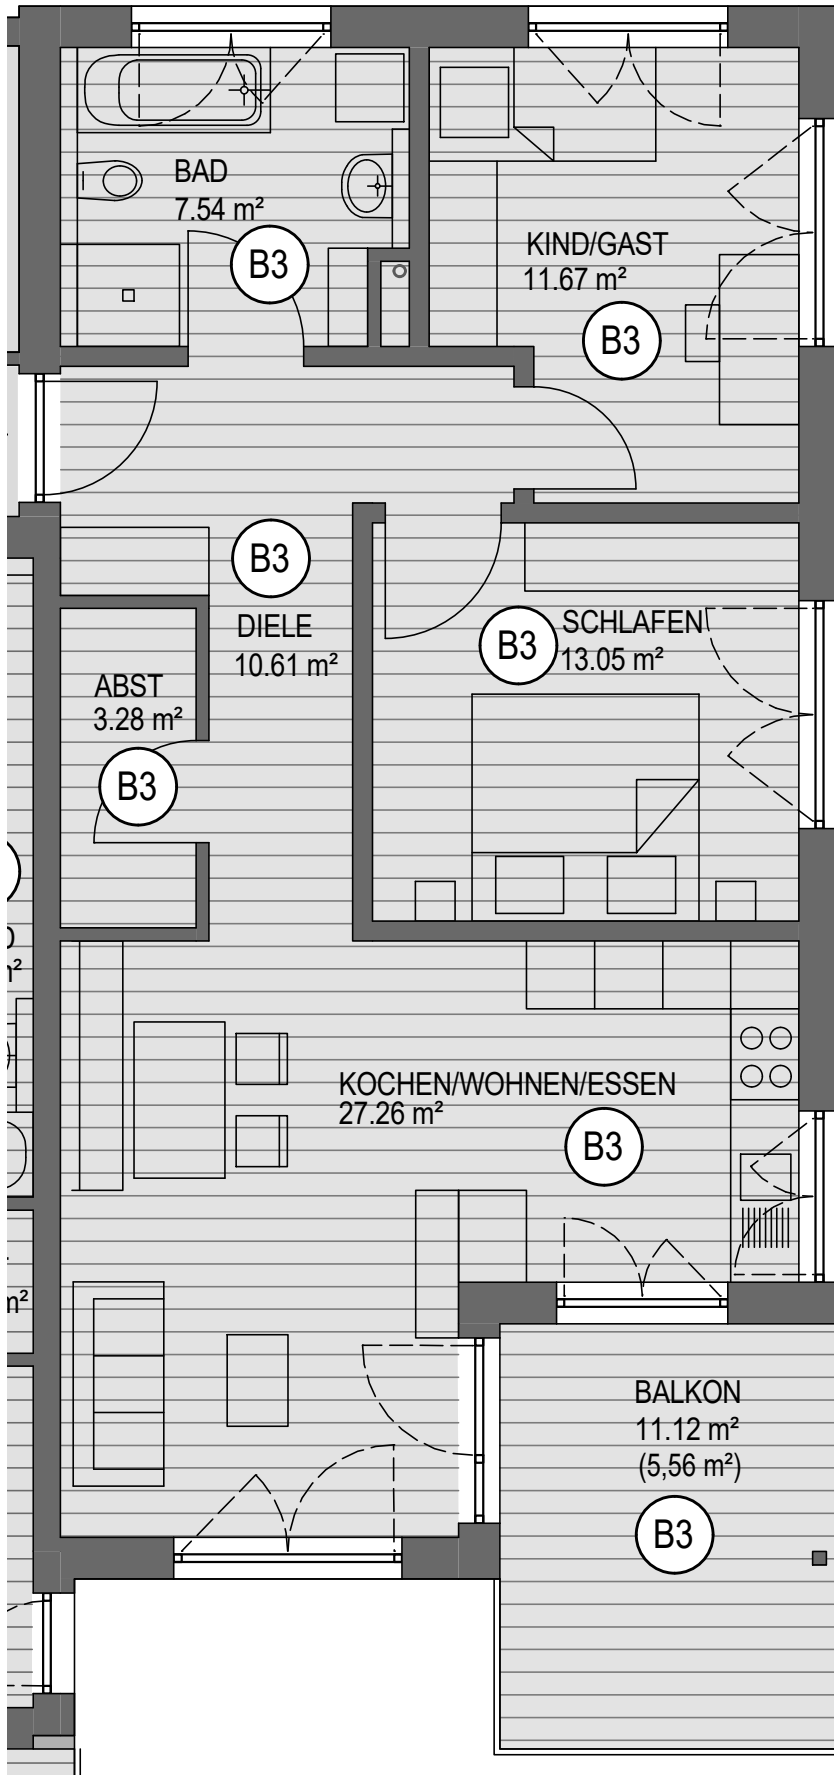 BAD
7.54 m²
B3
KIND/GAST
11.67 m²
B3
B3
DIELE
10.61 m²
SCHLAFEN
B3
13.05 m²
ABST
3.28 m²
B3
m²
KOCHEN/WOHNEN/ESSEN
27.26 m²
B3
m²
BALKON
11.12 m²
(5,56 m²)
B3